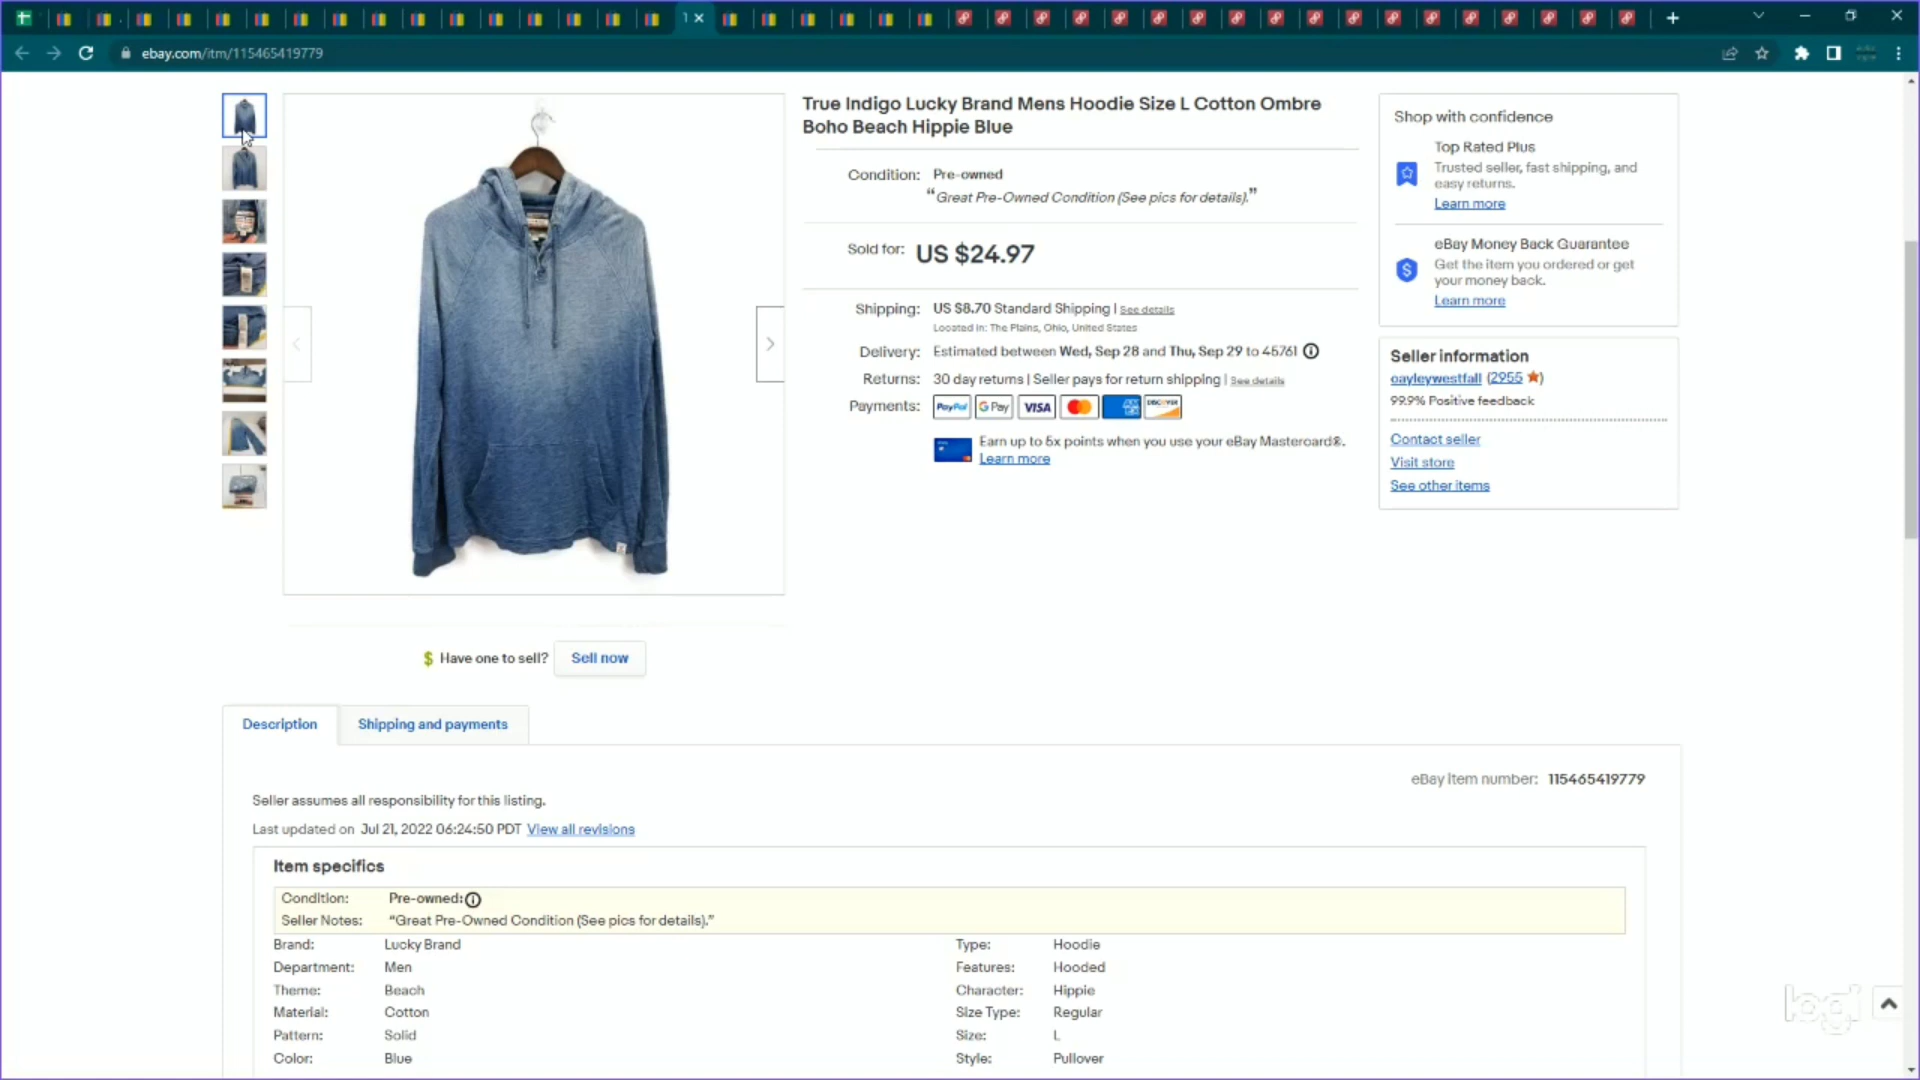 ebay.com/itm/115465419779
True Indigo Lucky Brand Mens Hoodie Size L Cotton Ombre
Boho Beach Hippie Blue
Condition: Pre-owned
“Great Pre-Owned Condition (See pics for details).”
Sold for: US $24.97
Shipping: US $8.70 Standard Shipping | See details
Located in: The Plains, Ohio, United States
Delivery: Estimated between Wed, Sep 28 and Thu, Sep 29 to 45761
Returns: 30 day returns | Seller pays for return shipping | See details
Payments: PayPal G Pay VISA DISCOVER
Earn up to 5x points when you use your eBay Mastercard®.
Learn more
Shop with confidence
Top Rated Plus
Trusted seller, fast shipping, and
easy returns.
Learn more
eBay Money Back Guarantee
Get the item you ordered or get
your money back.
Learn more
Seller information
cayleywestfall (2955)
99.9% Positive feedback
Contact seller
Visit store
See other items
$ Have one to sell? Sell now
Description Shipping and payments
eBay item number: 115465419779
Seller assumes all responsibility for this listing.
Last updated on Jul 21, 2022 06:24:50 PDT View all revisions
Item specifics
Condition: Pre-owned:
Seller Notes: “Great Pre-Owned Condition (See pics for details).”
Brand: Lucky Brand Type: Hoodie
Department: Men Features: Hooded
Theme: Beach Character: Hippie
Material: Cotton Size Type: Regular
Pattern: Solid Size: L
Color: Blue Style: Pullover
logi